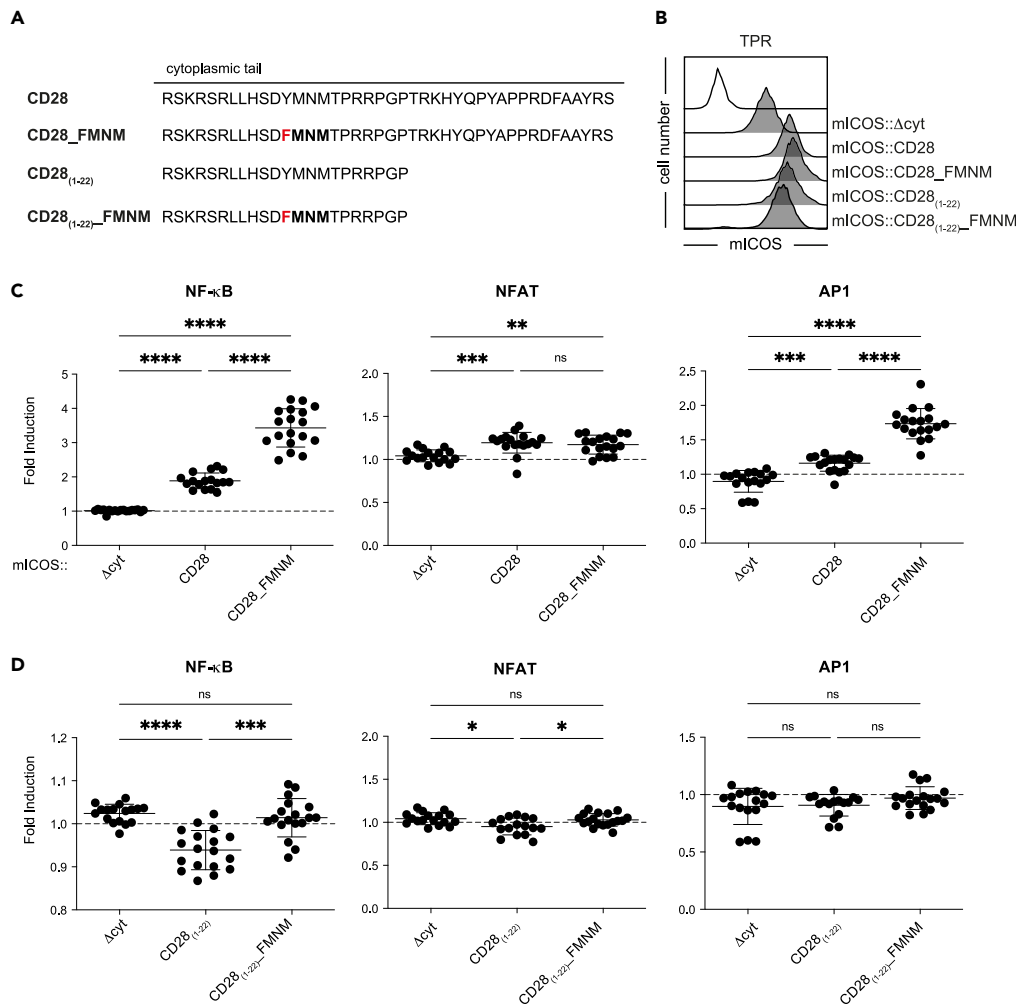 A
cytoplasmic tail
CD28 RSKRSRLLHSDYMNMTPRRPGPTRKHYQPYAPPRDFAAYRS
CD28_FMNM RSKRSRLLHSDFMNMTPRRPGPTRKHYQPYAPPRDFAAYRS
CD28(1-22) RSKRSRLLHSDYMNMTPRRPGP
CD28(1-22)_FMNM RSKRSRLLHSDFMNMTPRRPGP
B
TPR
cell number
mICOS::Δcyt
mICOS::CD28
mICOS::CD28_FMNM
mICOS::CD28(1-22)
mICOS::CD28(1-22)_FMNM
mICOS
C
NF-κB
****
**** ****
Fold Induction
5
4
3
2
1
0
mICOS::
Δcyt CD28 CD28_FMNM
NFAT
**
*** ns
2.0
1.5
1.0
0.5
0.0
Δcyt CD28 CD28_FMNM
AP1
****
*** ****
2.5
2.0
1.5
1.0
0.5
0.0
Δcyt CD28 CD28_FMNM
D
NF-κB
ns
**** ***
Fold Induction
1.2
1.1
1.0
0.9
0.8
Δcyt CD28(1-22) CD28(1-22)_FMNM
NFAT
ns
* *
2.0
1.5
1.0
0.5
0.0
Δcyt CD28(1-22) CD28(1-22)_FMNM
AP1
ns
ns ns
1.5
1.0
0.5
0.0
Δcyt CD28(1-22) CD28(1-22)_FMNM